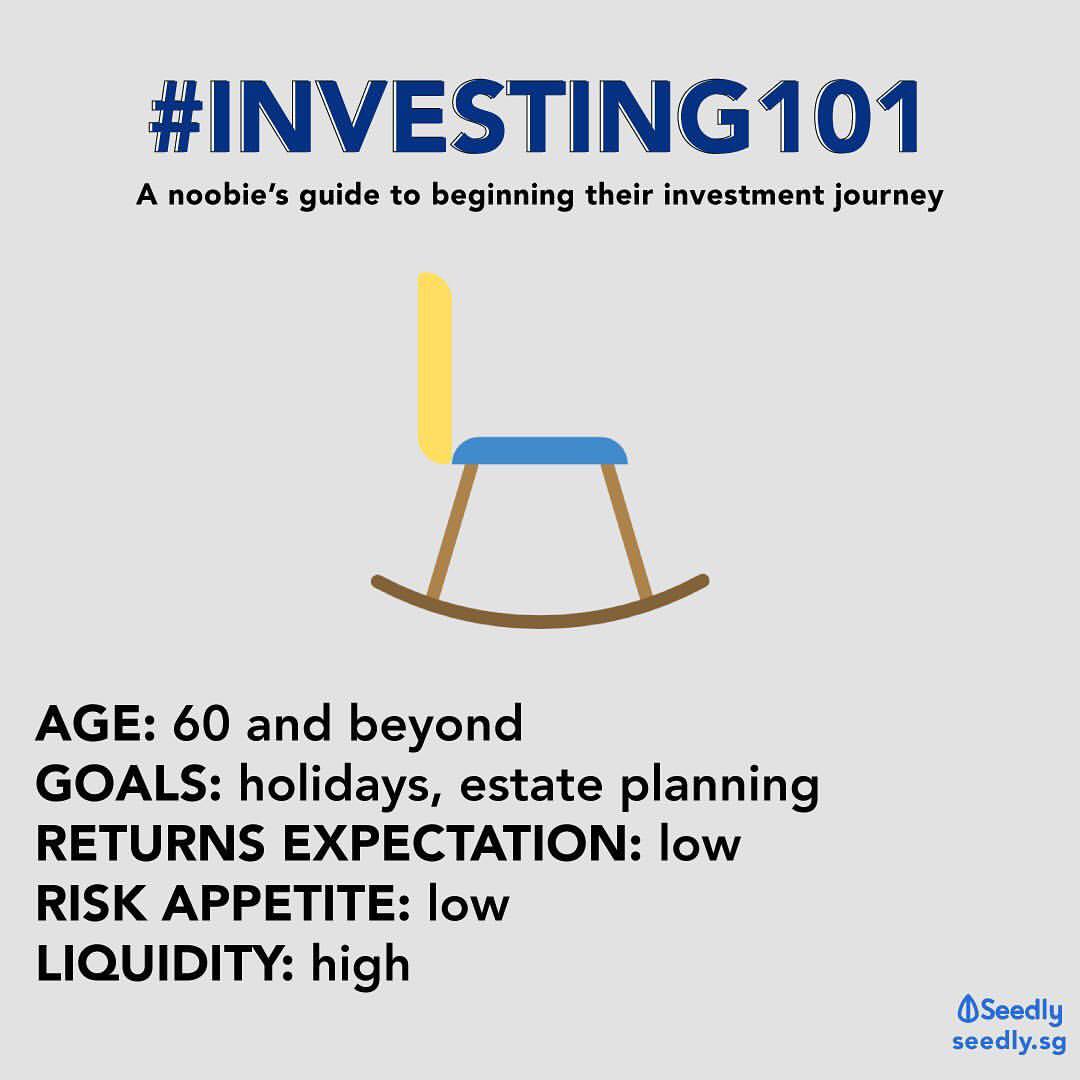 #INVESTING101
A noobie's guide to beginning their investment journey
AGE: 60 and beyond
GOALS: holidays, estate planning
RETURNS EXPECTATION: low
RISK APPETITE: low
LIQUIDITY: high
Seedly
seedly.sg